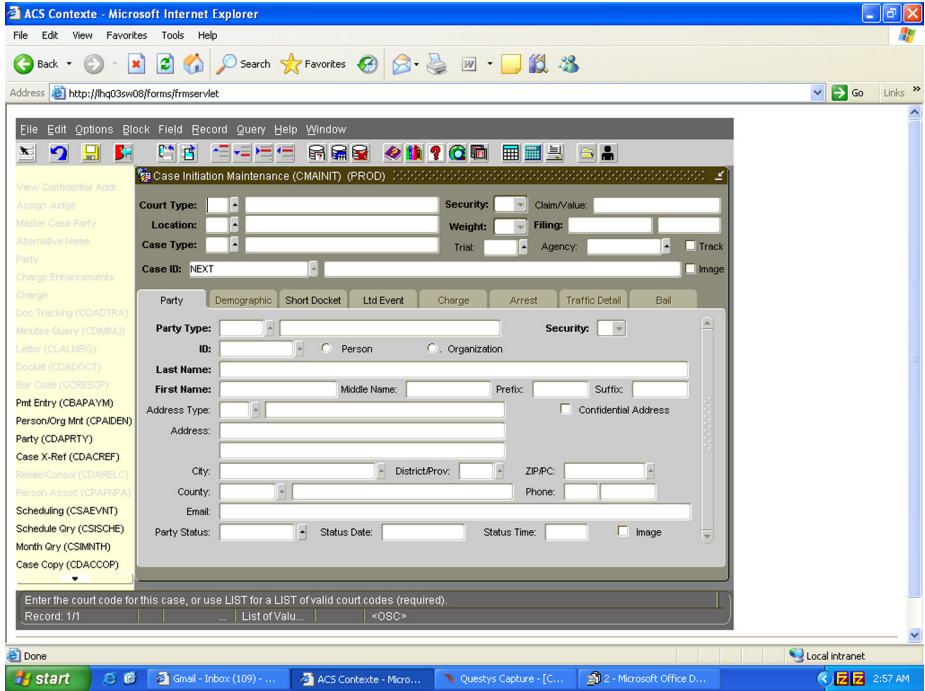 ACS Contexte - Microsoft Internet Explorer
File Edit View Favorites Tools Help
Back Search Favorites
Address http://lhq03sw08/forms/frmservlet Go Links »
File Edit Options Block Field Record Query Help Window
Case Initiation Maintenance (CMAINIT) (PROD)
View Confidential Addr
Assign Judge
Master Case Party
Alternative Name
Party
Charge Enhancements
Charge
Doc Tracking (COADTRA)
Minutes Query (CDIMINU)
Letter (CLALMRG)
Docket (CDADOCT)
Bar Code (CCRESCP)
Pmt Entry (CBAPAYM)
Person/Org Mnt (CPAIDEN)
Party (CDAPRTY)
Case X-Ref (CDACREF)
Relate/Consol (CDARELC)
Person Assoc (CPAPNPA)
Scheduling (CSAEVNT)
Schedule Qry (CSISCHE)
Month Qry (CSIMNTH)
Case Copy (CDACCOP)
Court Type: Security: Claim/Value:
Location: Weight: Filing:
Case Type: Trial: Agency: Track
Case ID: NEXT Image
Party Demographic Short Docket Ltd Event Charge Arrest Traffic Detail Bail
Party Type: Security:
ID: Person . Organization
Last Name:
First Name: Middle Name: Prefix: Suffix:
Address Type: Confidential Address
Address:
City: District/Prov: ZIP/PC:
County: Phone:
Email:
Party Status: Status Date: Status Time: Image
Enter the court code for this case, or use LIST for a LIST of valid court codes (required).
Record: 1/1 ... List of Valu... <OSC>
Done Local intranet
start Gmail - Inbox (109) - ... ACS Contexte - Micro... Questys Capture - [C... 2 - Microsoft Office D... 2:57 AM